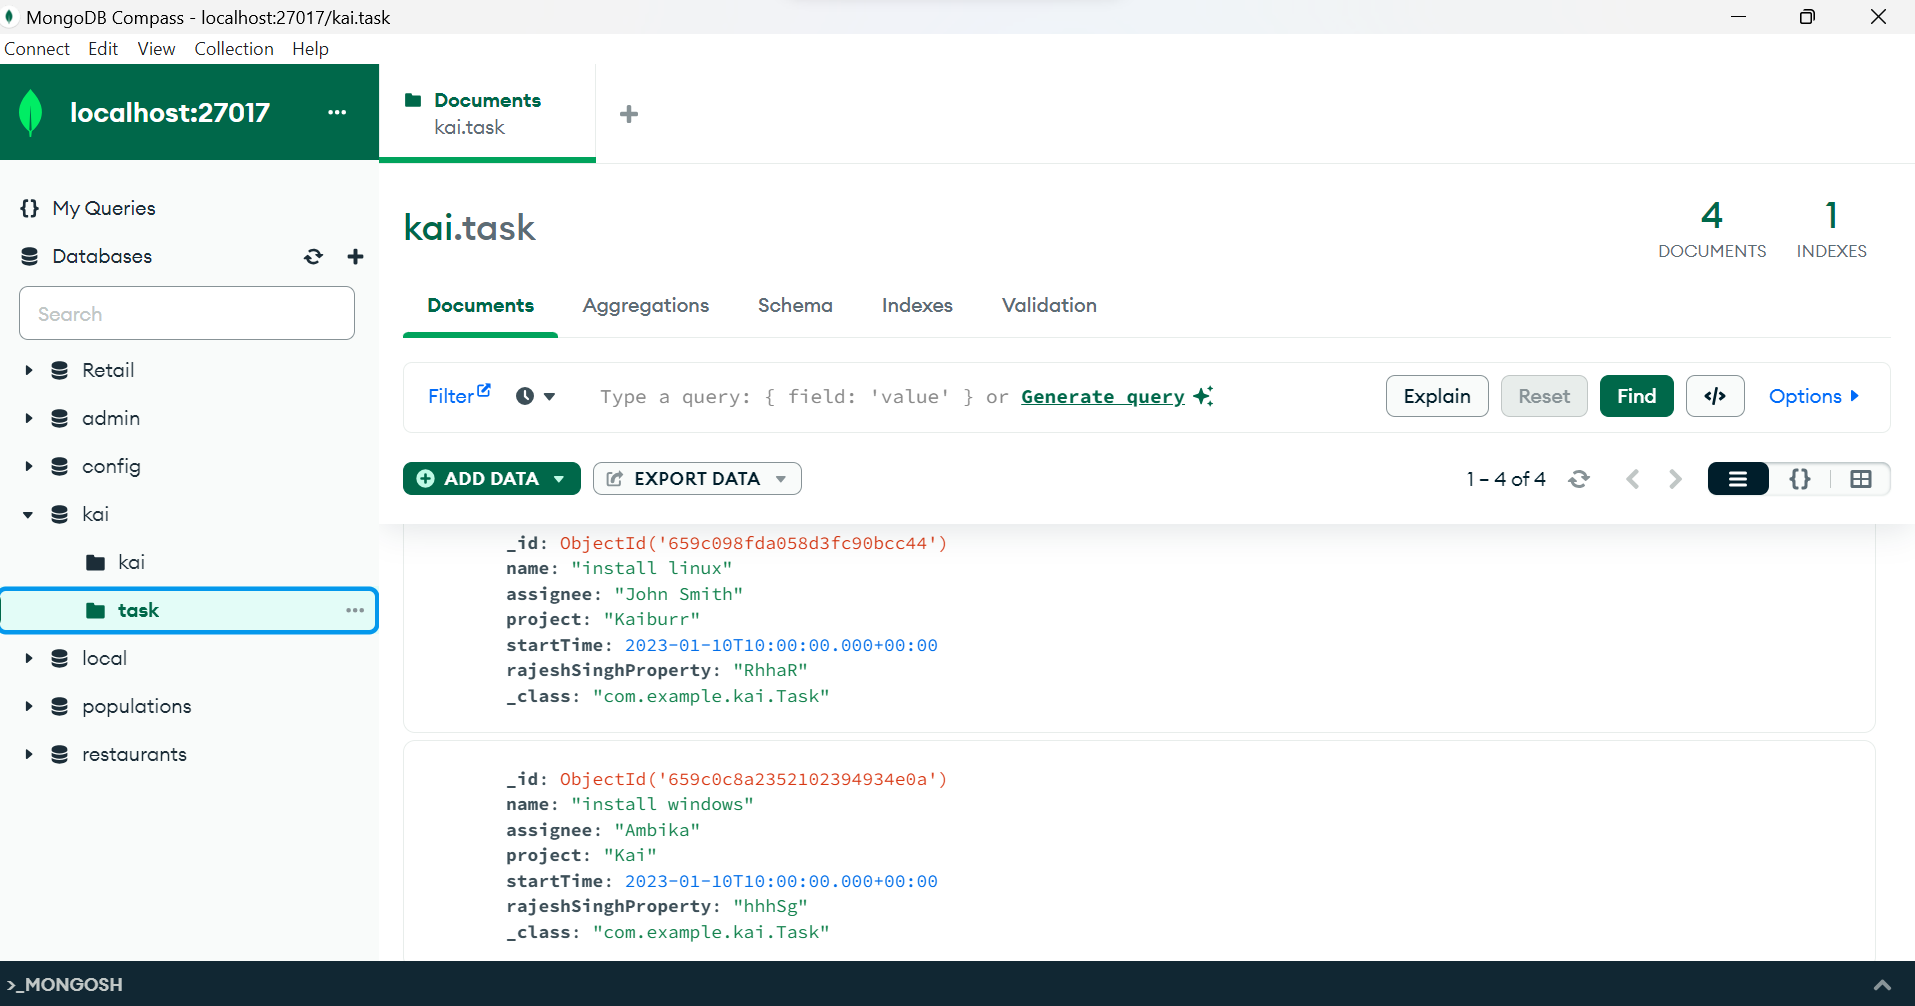 MongoDB Compass - localhost:27017/kai.task
Connect Edit View Collection Help
localhost:27017 ...
Documents
kai.task
My Queries
Databases
Search
Retail
admin
config
kai
kai
task ...
local
populations
restaurants
kai.task
4
DOCUMENTS
1
INDEXES
Documents Aggregations Schema Indexes Validation
Filter Type a query: { field: 'value' } or Generate query Explain Reset Find </> Options
ADD DATA EXPORT DATA 1 – 4 of 4 {}
_id: ObjectId('659c098fda058d3fc90bcc44')
name: "install linux"
assignee: "John Smith"
project: "Kaiburr"
startTime: 2023-01-10T10:00:00.000+00:00
rajeshSinghProperty: "RhhaR"
_class: "com.example.kai.Task"
_id: ObjectId('659c0c8a2352102394934e0a')
name: "install windows"
assignee: "Ambika"
project: "Kai"
startTime: 2023-01-10T10:00:00.000+00:00
rajeshSinghProperty: "hhhSg"
_class: "com.example.kai.Task"
>_MONGOSH